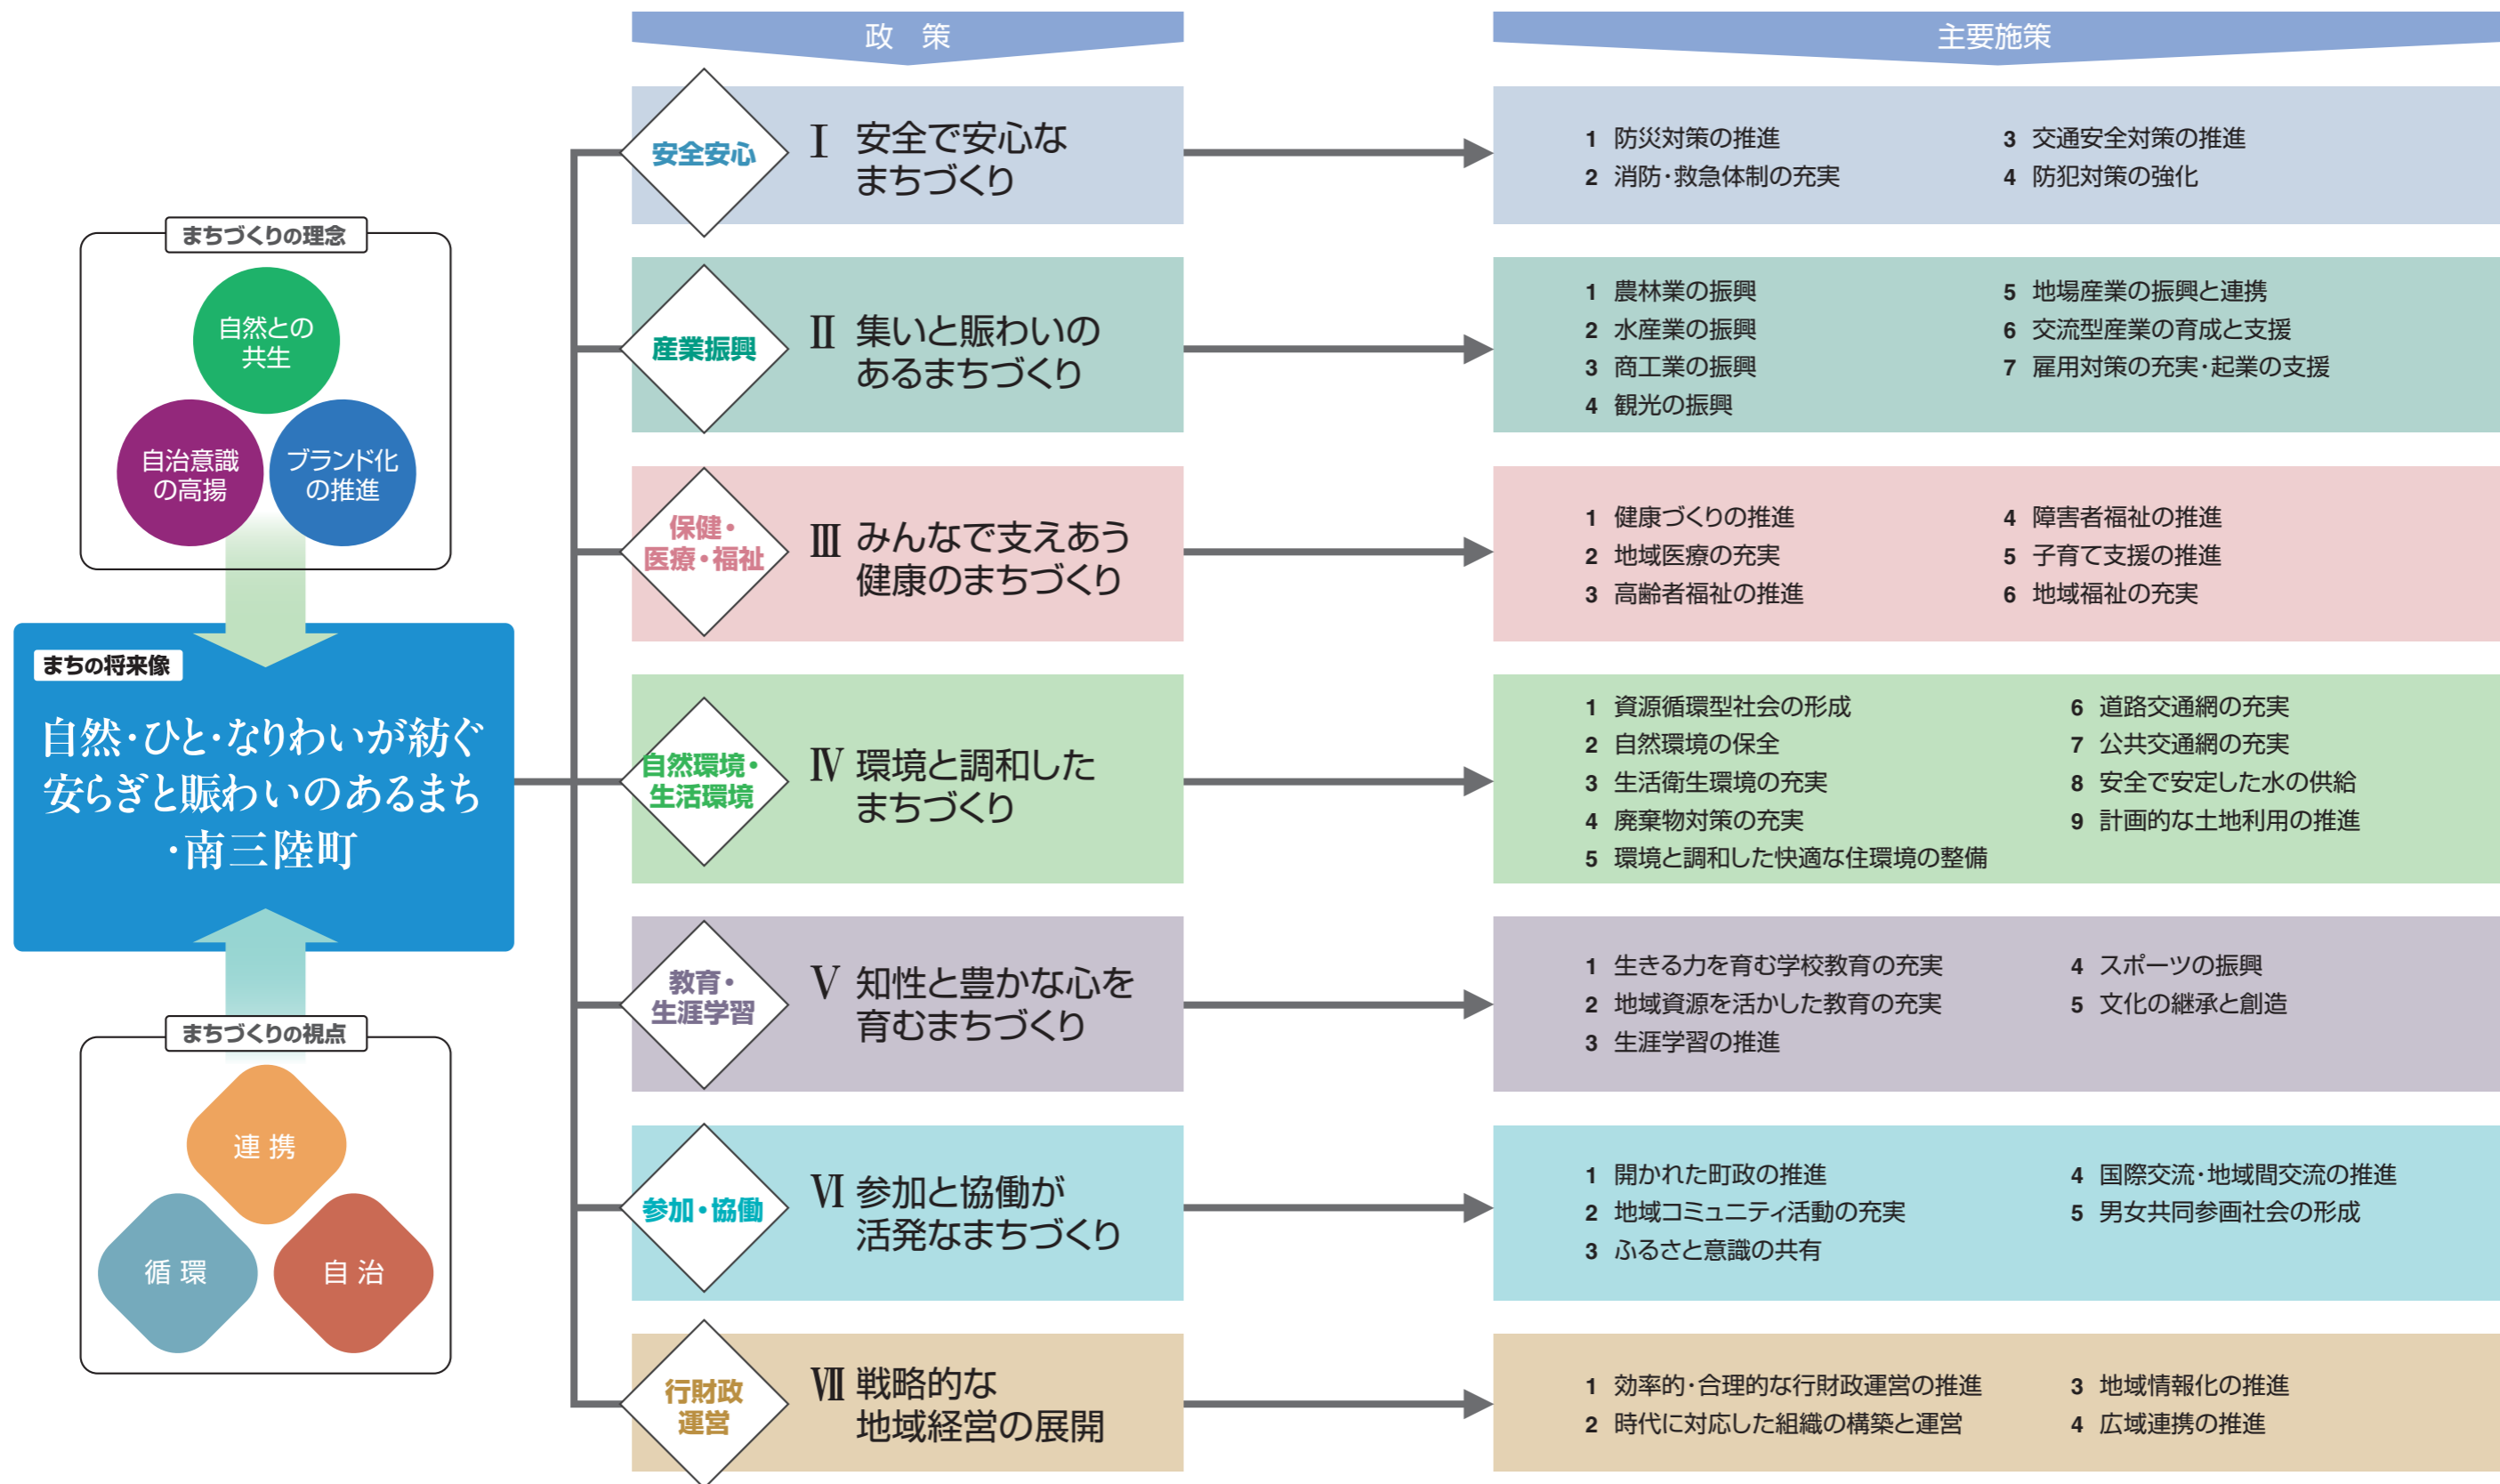 まちづくりの理念
自然との
共生
自治意識
の高揚
ブランド化
の推進
まちの将来像
自然・ひと・なりわいが紡ぐ
安らぎと賑わいのあるまち
・南三陸町
まちづくりの視点
連携
循環
自治
政　策
主要施策
安全安心
Ⅰ 安全で安心な
まちづくり
1 防災対策の推進
2 消防・救急体制の充実
3 交通安全対策の推進
4 防犯対策の強化
産業振興
Ⅱ 集いと賑わいの
あるまちづくり
1 農林業の振興
2 水産業の振興
3 商工業の振興
4 観光の振興
5 地場産業の振興と連携
6 交流型産業の育成と支援
7 雇用対策の充実・起業の支援
保健・
医療・福祉
Ⅲ みんなで支えあう
健康のまちづくり
1 健康づくりの推進
2 地域医療の充実
3 高齢者福祉の推進
4 障害者福祉の推進
5 子育て支援の推進
6 地域福祉の充実
自然環境・
生活環境
Ⅳ 環境と調和した
まちづくり
1 資源循環型社会の形成
2 自然環境の保全
3 生活衛生環境の充実
4 廃棄物対策の充実
5 環境と調和した快適な住環境の整備
6 道路交通網の充実
7 公共交通網の充実
8 安全で安定した水の供給
9 計画的な土地利用の推進
教育・
生涯学習
Ⅴ 知性と豊かな心を
育むまちづくり
1 生きる力を育む学校教育の充実
2 地域資源を活かした教育の充実
3 生涯学習の推進
4 スポーツの振興
5 文化の継承と創造
参加・協働
Ⅵ 参加と協働が
活発なまちづくり
1 開かれた町政の推進
2 地域コミュニティ活動の充実
3 ふるさと意識の共有
4 国際交流・地域間交流の推進
5 男女共同参画社会の形成
行財政
運営
Ⅶ 戦略的な
地域経営の展開
1 効率的・合理的な行財政運営の推進
2 時代に対応した組織の構築と運営
3 地域情報化の推進
4 広域連携の推進